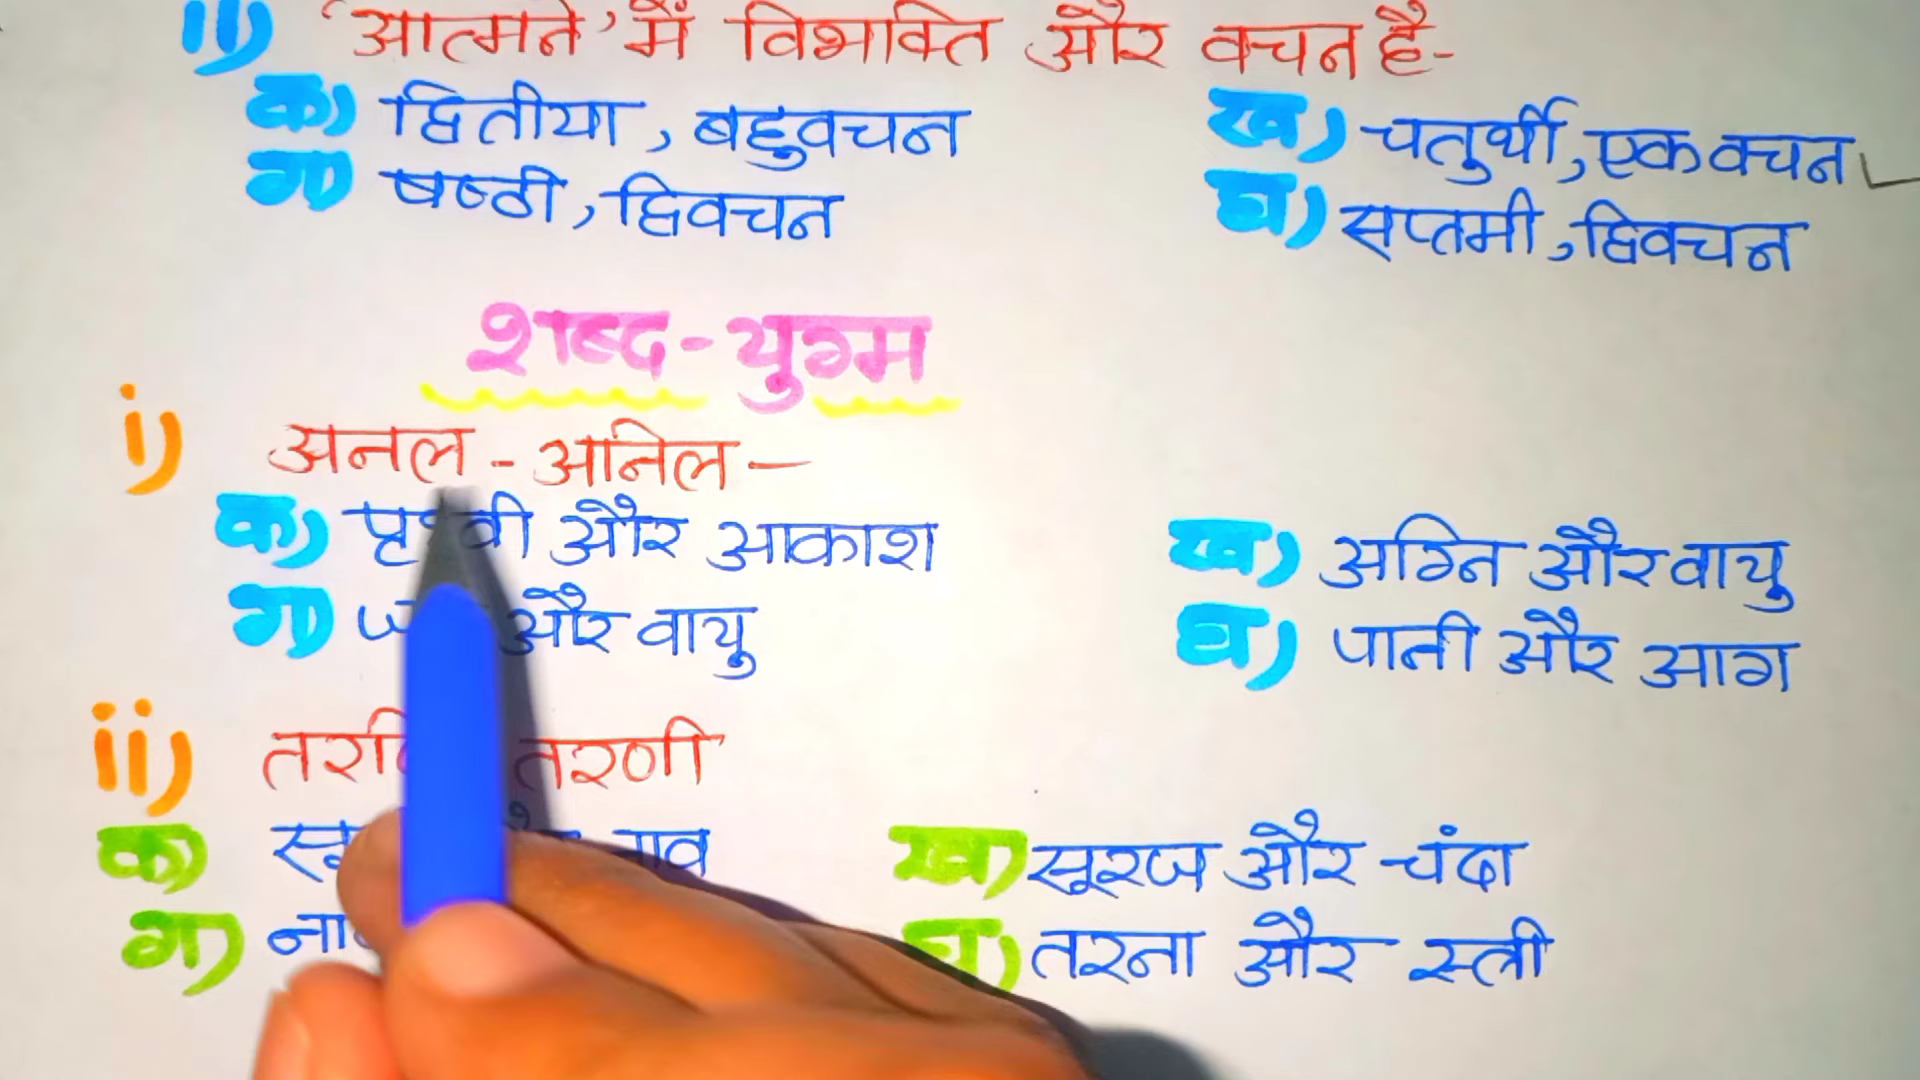 ii) 'आत्मने' में विभक्ति और वचन है-
क) द्वितीया, बहुवचन ख) चतुर्थी, एकवचन
ग) षष्ठी, द्विवचन घ) सप्तमी, द्विवचन
शब्द-युग्म
i) अनल - अनिल -
क) पृथ्वी और आकाश ख) अग्नि और वायु
ग) और वायु घ) पानी और आग
ii) तरणी
क) नाव ख) सूरज और चंदा
ग) घ) तरना और स्त्री